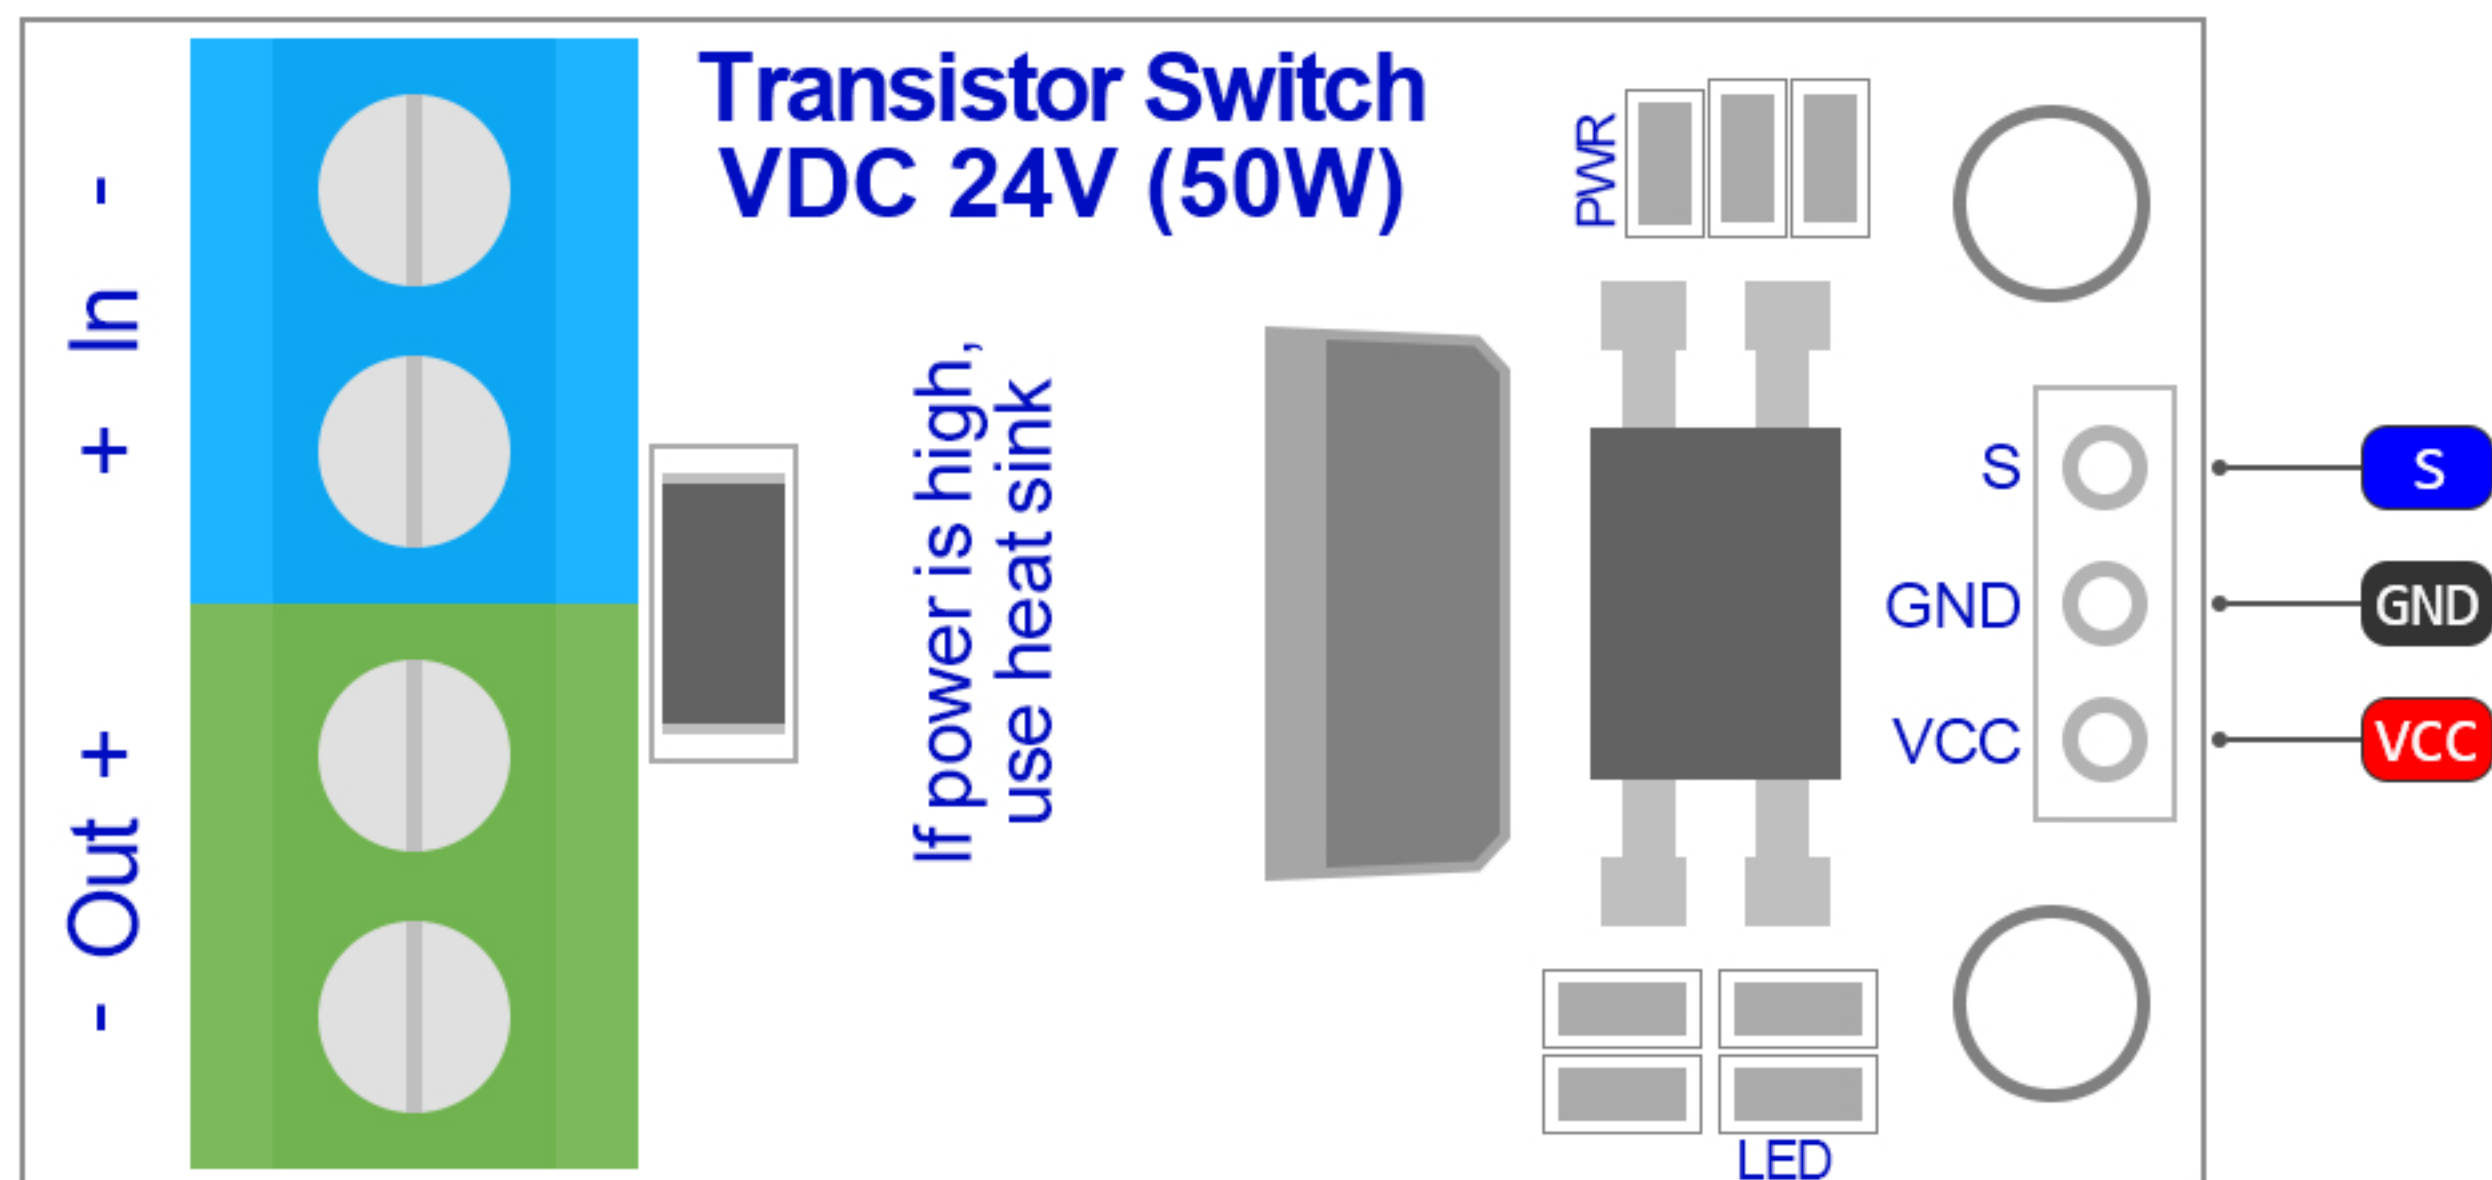 Transistor Switch
VDC 24V (50W)
PWR
-
In
+
+
Out
-
If power is high,
use heat sink
S
GND
VCC
S
GND
VCC
LED